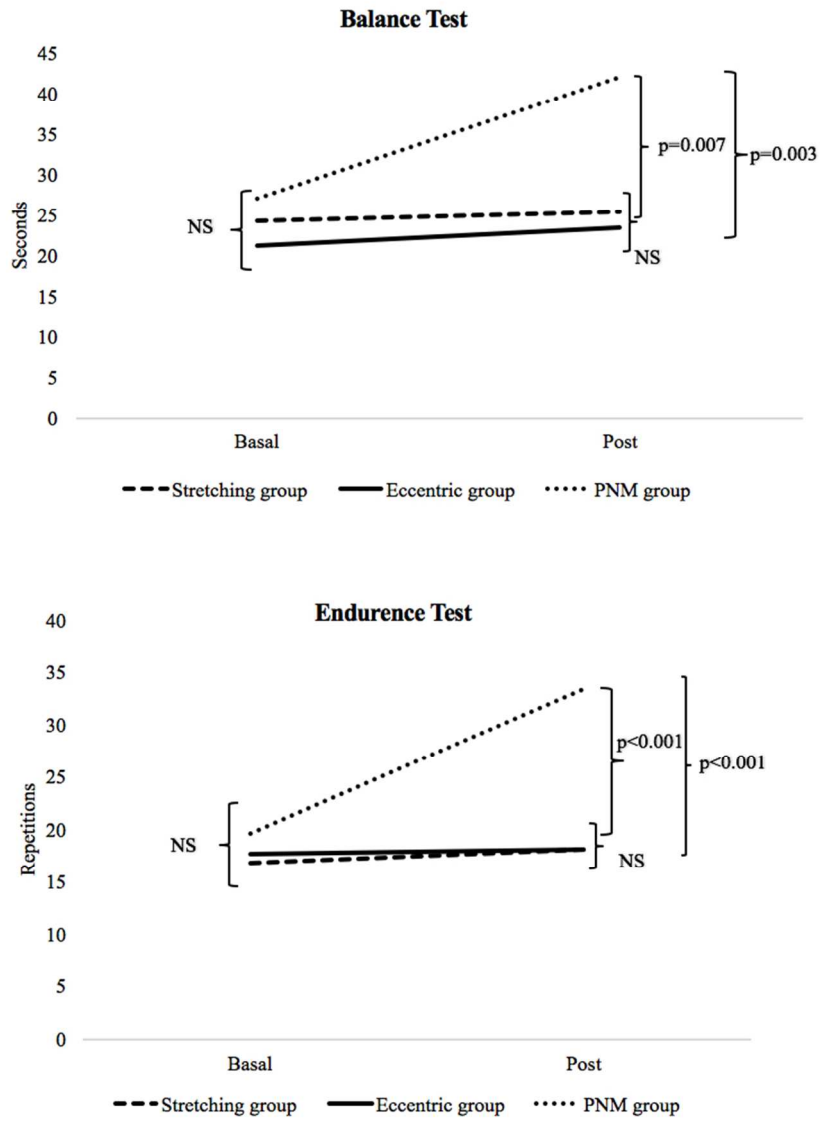 Balance Test
45
40
35
30
25
20
15
10
5
0
Seconds
NS
p=0.007
p=0.003
NS
Basal Post
Stretching group Eccentric group PNM group
Endurence Test
40
35
30
25
20
15
10
5
0
Repetitions
NS
p<0.001
p<0.001
NS
Basal Post
Stretching group Eccentric group PNM group